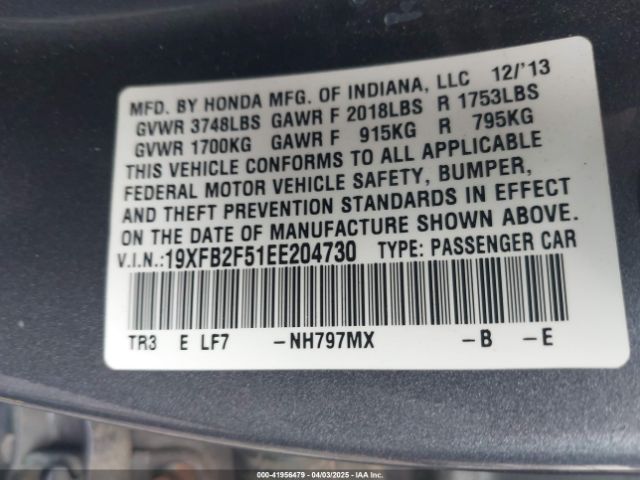 MFD. BY HONDA MFG. OF INDIANA, LLC 12/'13
GVWR 3748LBS GAWR F 2018LBS R 1753LBS
GVWR 1700KG GAWR F 915KG R 795KG
THIS VEHICLE CONFORMS TO ALL APPLICABLE
FEDERAL MOTOR VEHICLE SAFETY, BUMPER,
AND THEFT PREVENTION STANDARDS IN EFFECT
ON THE DATE OF MANUFACTURE SHOWN ABOVE.
V.I.N.:19XFB2F51EE204730 TYPE: PASSENGER CAR
TR3 E LF7 -NH797MX -B -E
000-41956479 - 04/03/2025 - IAAI.COM